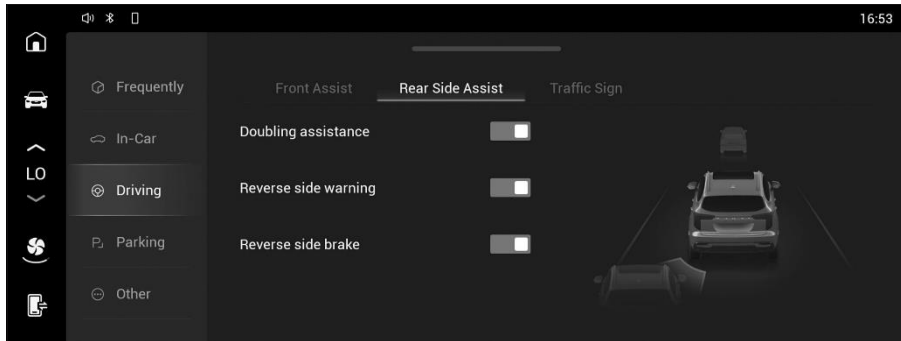 16:53
Frequently
Front Assist Rear Side Assist Traffic Sign
Doubling assistance
In-Car
LO
Driving
Reverse side warning
Parking
Reverse side brake
Other